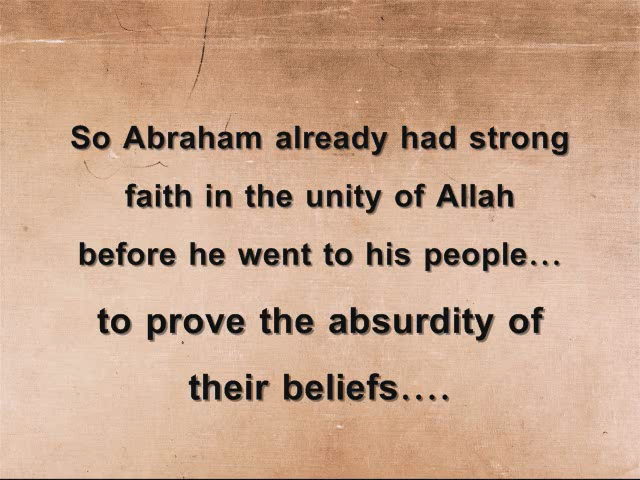 So Abraham already had strong
faith in the unity of Allah
before he went to his people...
to prove the absurdity of
their beliefs....